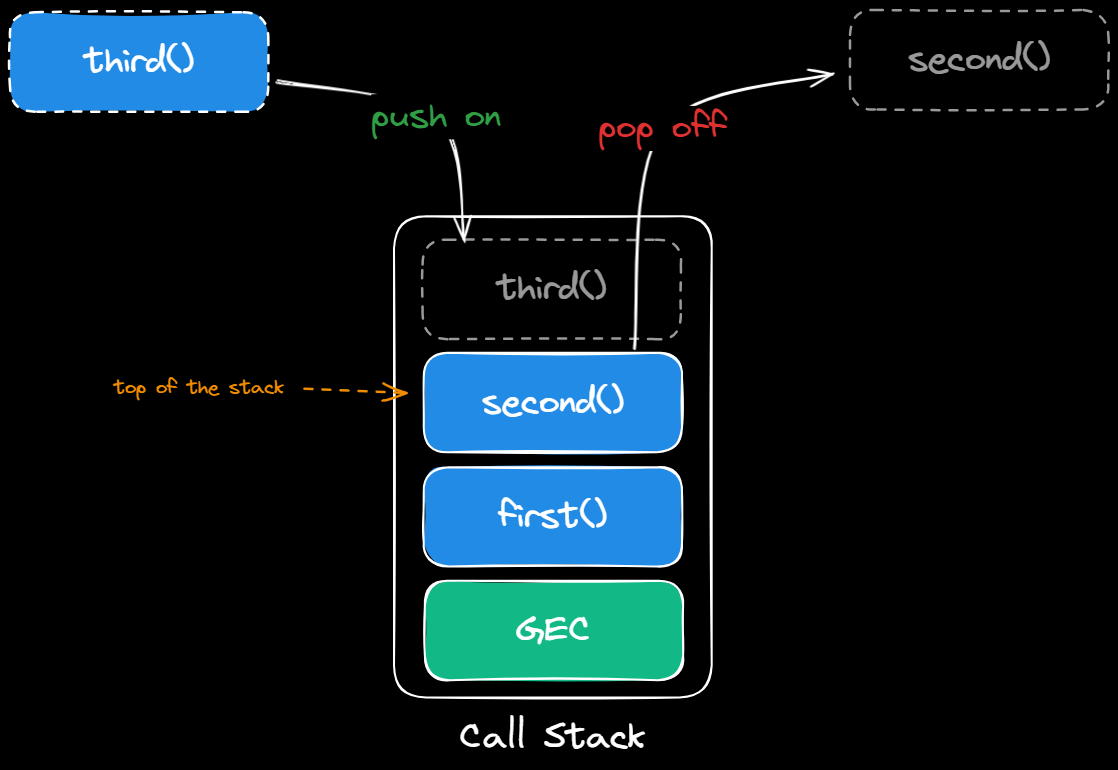 third()
second()
push on
pop off
third()
top of the stack
second()
first()
GEC
Call Stack